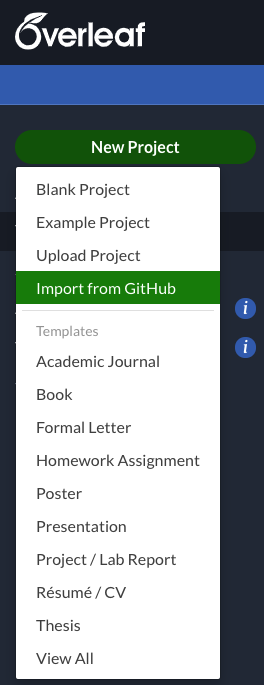 Overleaf
New Project
Blank Project
Example Project
Upload Project
Import from GitHub
i
Templates
Academic Journal
i
Book
Formal Letter
Homework Assignment
Poster
Presentation
Project / Lab Report
Résumé / CV
Thesis
View All